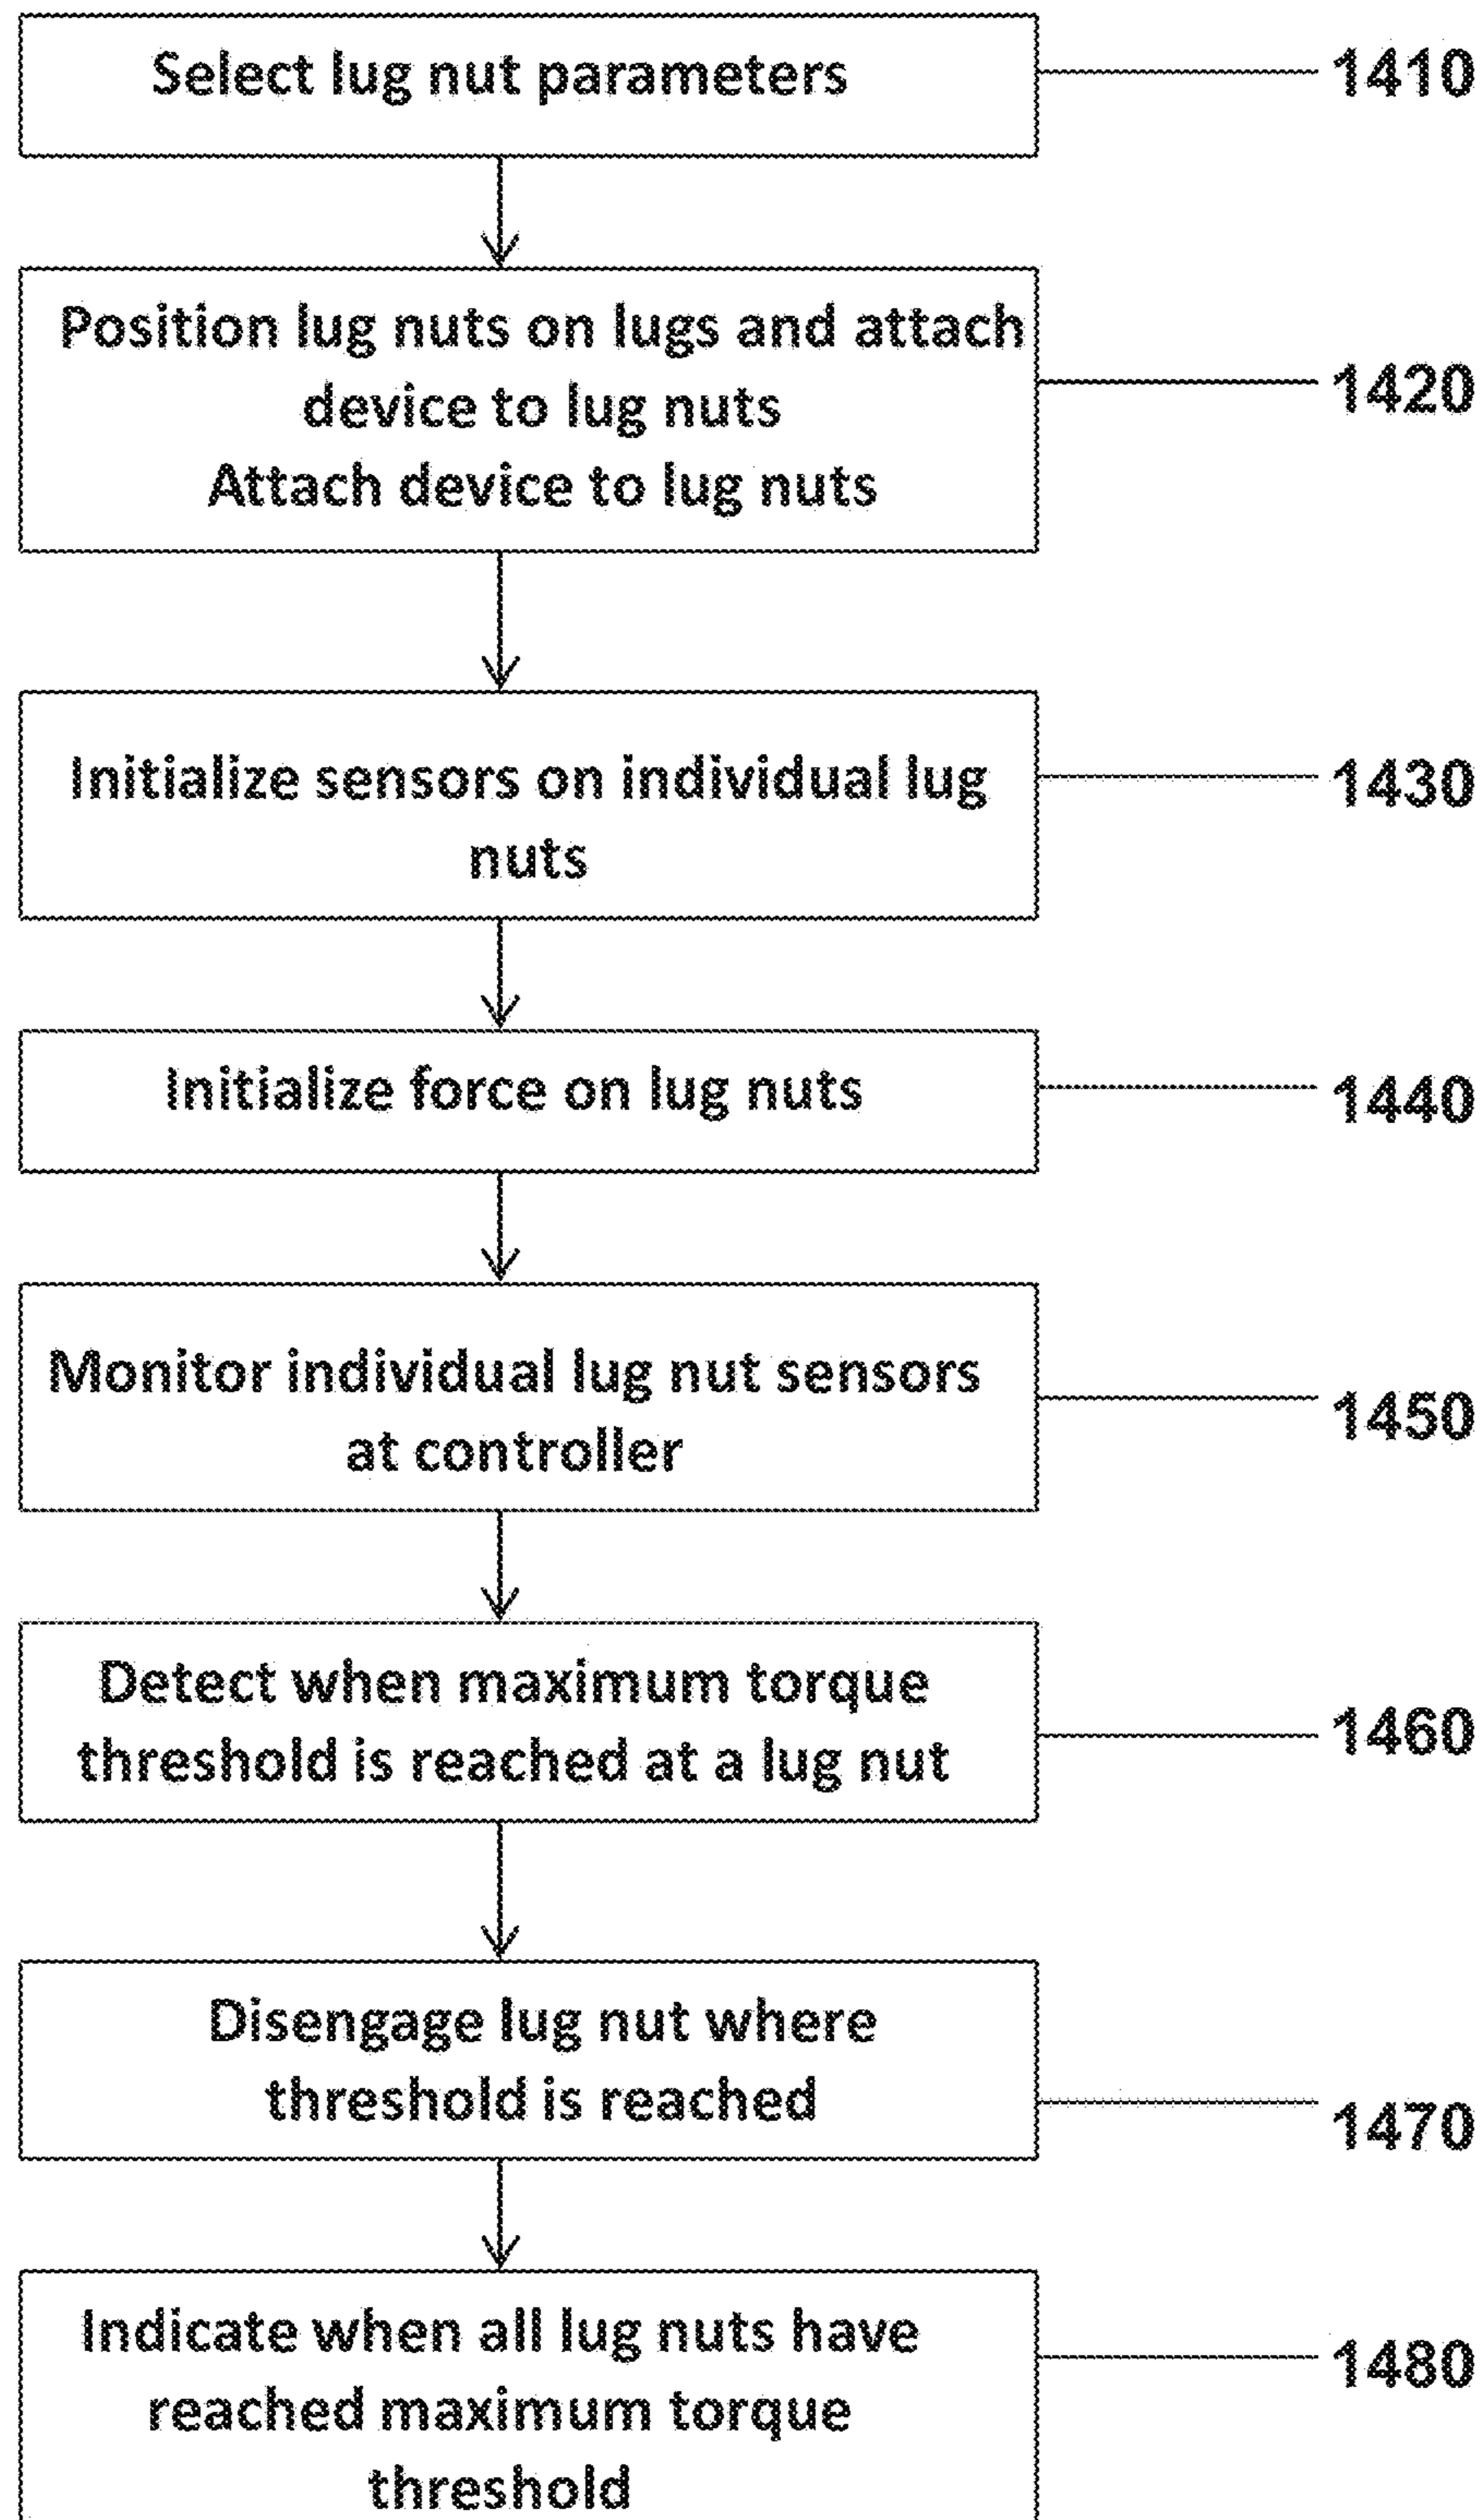 Select lug nut parameters
1410
Position lug nuts on lugs and attach
device to lug nuts
Attach device to lug nuts
1420
Initialize sensors on individual lug
nuts
1430
Initialize force on lug nuts
1440
Monitor individual lug nut sensors
at controller
1450
Detect when maximum torque
threshold is reached at a lug nut
1460
Disengage lug nut where
threshold is reached
1470
Indicate when all lug nuts have
reached maximum torque
threshold
1480